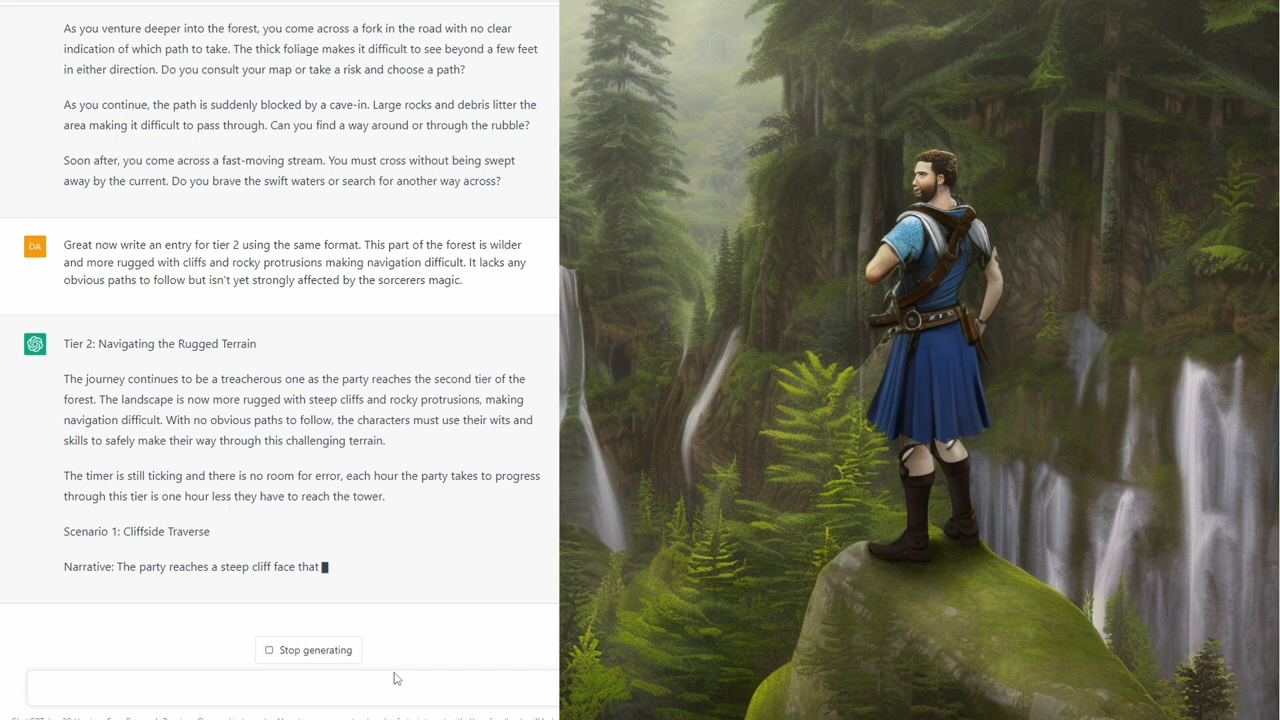 As you venture deeper into the forest, you come across a fork in the road with no clear
indication of which path to take. The thick foliage makes it difficult to see beyond a few feet
in either direction. Do you consult your map or take a risk and choose a path?
As you continue, the path is suddenly blocked by a cave-in. Large rocks and debris litter the
area making it difficult to pass through. Can you find a way around or through the rubble?
Soon after, you come across a fast-moving stream. You must cross without being swept
away by the current. Do you brave the swift waters or search for another way across?
DA
Great now write an entry for tier 2 using the same format. This part of the forest is wilder
and more rugged with cliffs and rocky protrusions making navigation difficult. It lacks any
obvious paths to follow but isn't yet strongly affected by the sorcerers magic.
Tier 2: Navigating the Rugged Terrain
The journey continues to be a treacherous one as the party reaches the second tier of the
forest. The landscape is now more rugged with steep cliffs and rocky protrusions, making
navigation difficult. With no obvious paths to follow, the characters must use their wits and
skills to safely make their way through this challenging terrain.
The timer is still ticking and there is no room for error, each hour the party takes to progress
through this tier is one hour less they have to reach the tower.
Scenario 1: Cliffside Traverse
Narrative: The party reaches a steep cliff face that
Stop generating